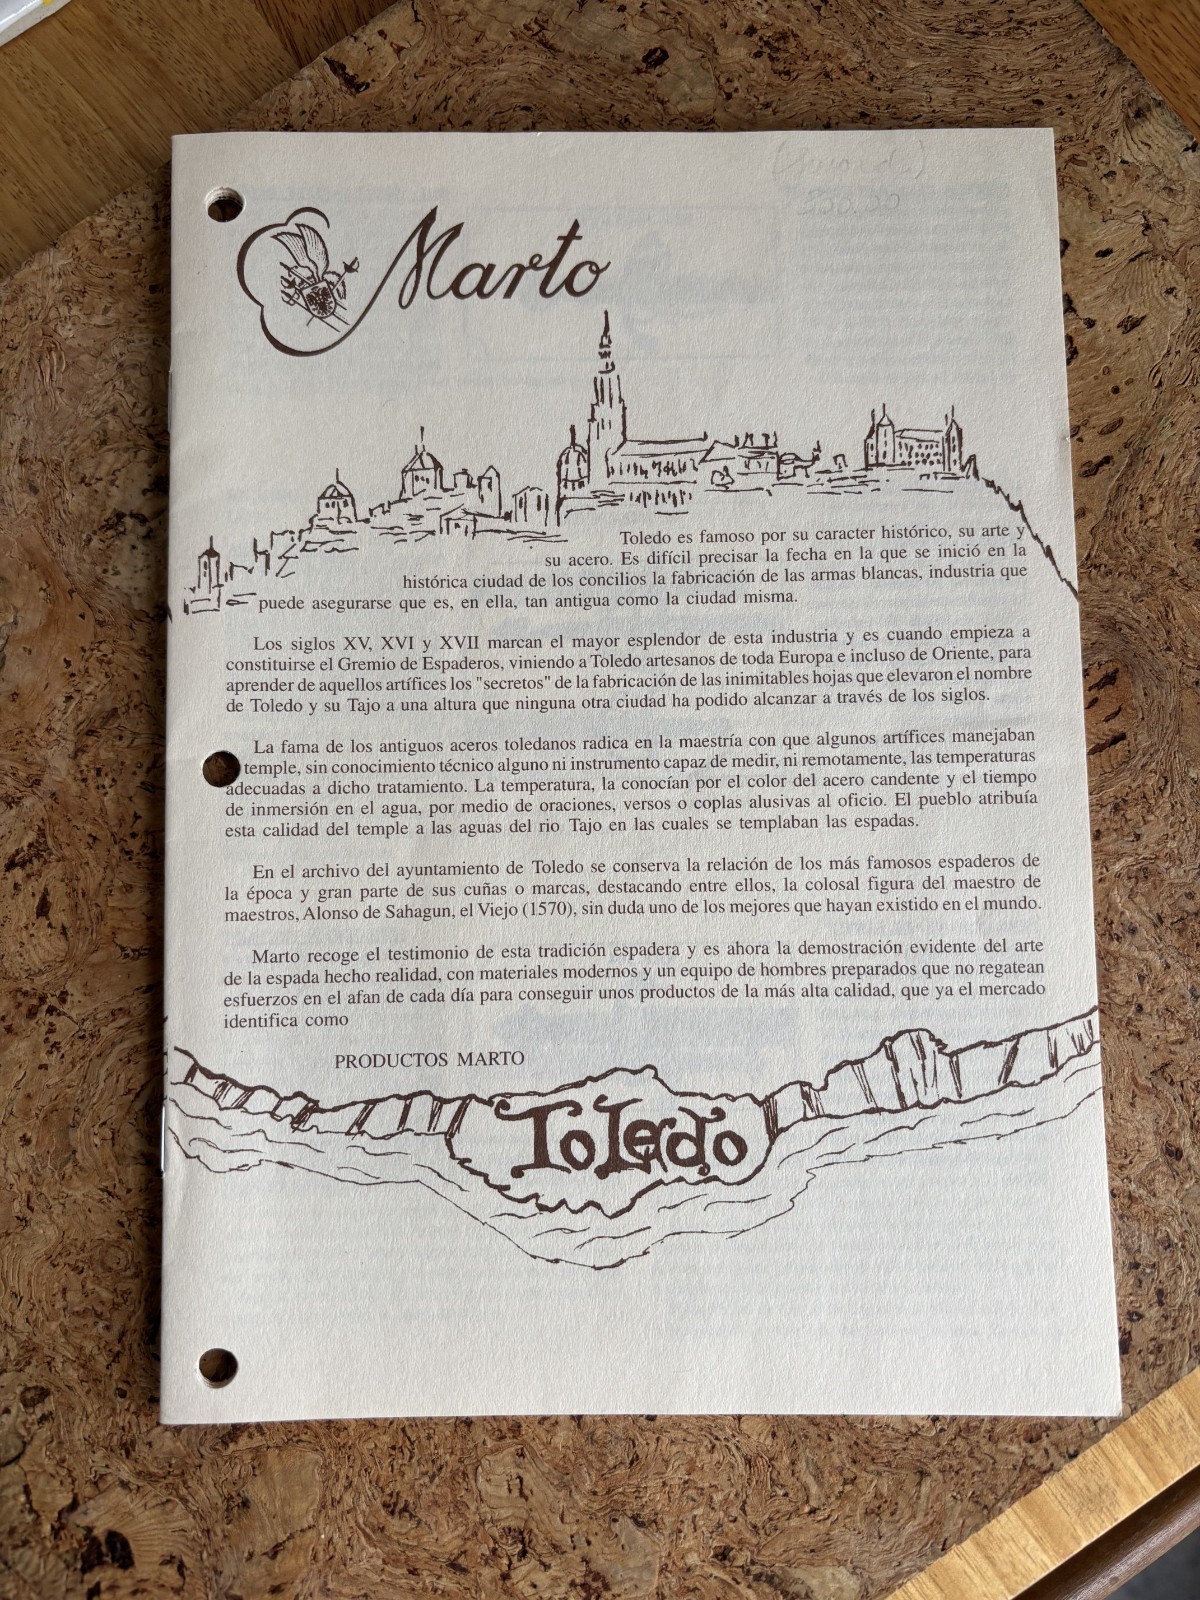 Marto
Toledo es famoso por su caracter histórico, su arte y
su acero. Es difícil precisar la fecha en la que se inició en la
histórica ciudad de los concilios la fabricación de las armas blancas, industria que
puede asegurarse que es, en ella, tan antigua como la ciudad misma.
Los siglos XV, XVI y XVII marcan el mayor esplendor de esta industria y es cuando empieza a
constituirse el Gremio de Espaderos, viniendo a Toledo artesanos de toda Europa e incluso de Oriente, para
aprender de aquellos artífices los "secretos" de la fabricación de las inimitables hojas que elevaron el nombre
de Toledo y su Tajo a una altura que ninguna otra ciudad ha podido alcanzar a través de los siglos.
La fama de los antiguos aceros toledanos radica en la maestría con que algunos artífices manejaban
temple, sin conocimiento técnico alguno ni instrumento capaz de medir, ni remotamente, las temperaturas
adecuadas a dicho tratamiento. La temperatura, la conocían por el color del acero candente y el tiempo
de inmersión en el agua, por medio de oraciones, versos o coplas alusivas al oficio. El pueblo atribuía
esta calidad del temple a las aguas del rio Tajo en las cuales se templaban las espadas.
En el archivo del ayuntamiento de Toledo se conserva la relación de los más famosos espaderos de
la época y gran parte de sus cuñas o marcas, destacando entre ellos, la colosal figura del maestro de
maestros, Alonso de Sahagun, el Viejo (1570), sin duda uno de los mejores que hayan existido en el mundo.
Marto recoge el testimonio de esta tradición espadera y es ahora la demostración evidente del arte
de la espada hecho realidad, con materiales modernos y un equipo de hombres preparados que no regatean
esfuerzos en el afan de cada día para conseguir unos productos de la más alta calidad, que ya el mercado
identifica como
PRODUCTOS MARTO
ToLedo